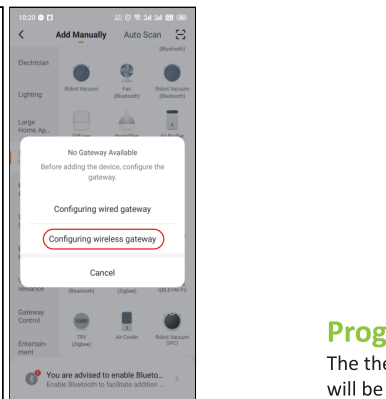 10:20
Add Manually Auto Scan
(Bluetooth)
Electrician
Lighting
Robot Vacuum
Fan
(Bluetooth)
Robot Vacuum
(Bluetooth)
Large
Home Ap...
No Gateway Available
Before adding the device, configure the
gateway.
Configuring wired gateway
Configuring wireless gateway
Cancel
(Bluetooth)
(Zigbee)
(BLE+Wi-Fi)
Gateway
Control
TRV
(Zigbee)
Air Cooler
Robot Vacuum
(IPC)
Entertain-
ment
You are advised to enable Blueto...
Enable Bluetooth to facilitate addition ...
Prog
The the
will be